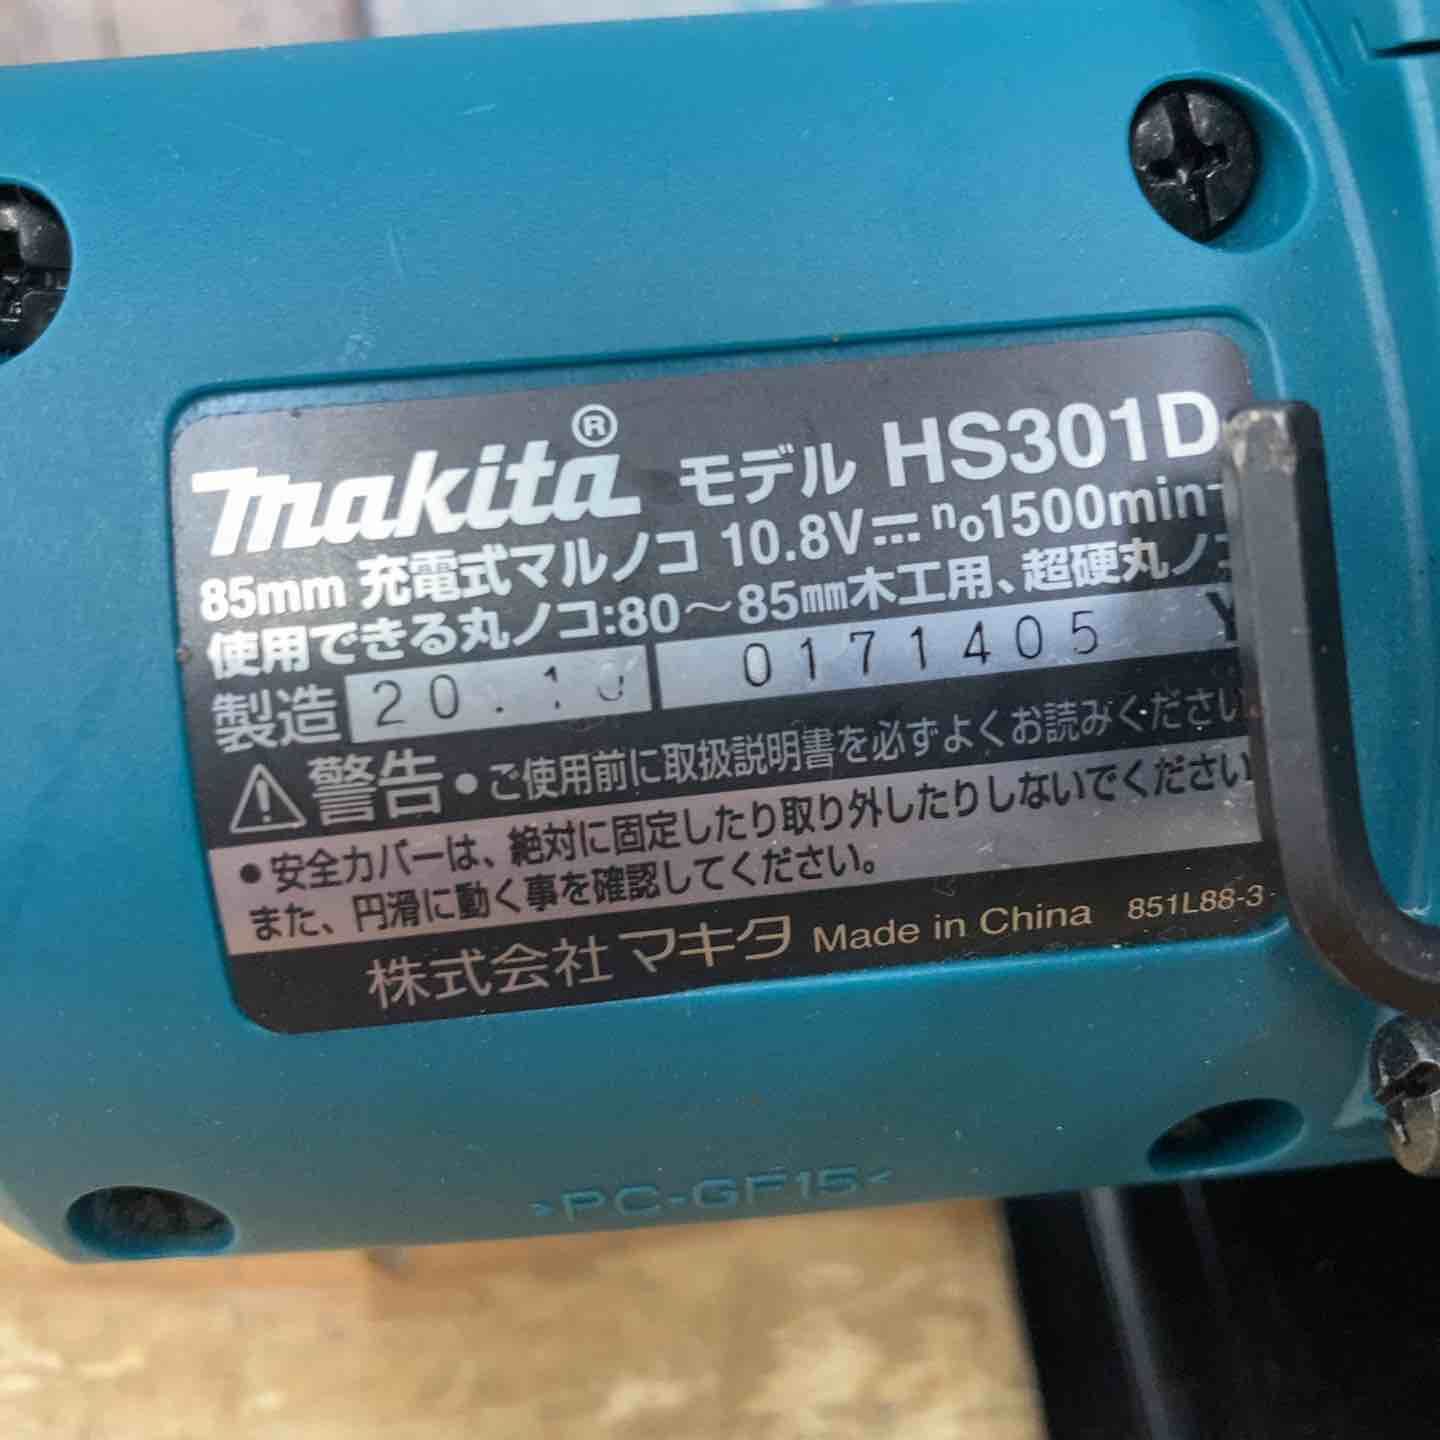 makita® モデル HS301D
85mm 充電式マルノコ 10.8V⎓ n₀1500min⁻
使用できる丸ノコ:80～85㎜木工用、超硬丸ノコ
製造 20.10 0171405 Y
⚠警告 •ご使用前に取扱説明書を必ずよくお読みください
•安全カバーは、絶対に固定したり取り外したりしないでください
また、円滑に動く事を確認してください。
株式会社マキタ Made in China 851L88-3
>PC-GF15<